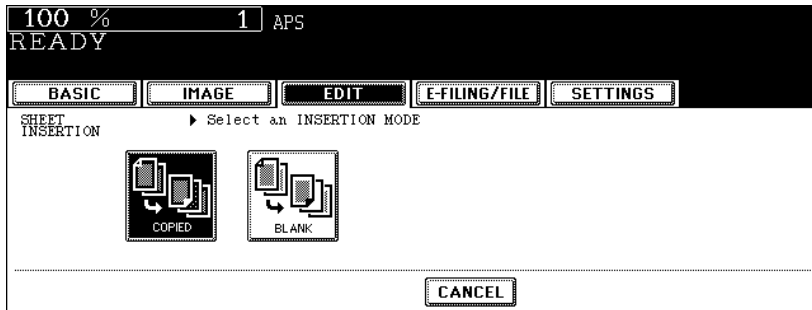 100 % 1 APS
READY
BASIC IMAGE EDIT E-FILING/FILE SETTINGS
SHEET INSERTION
▶ Select an INSERTION MODE
COPIED BLANK
CANCEL